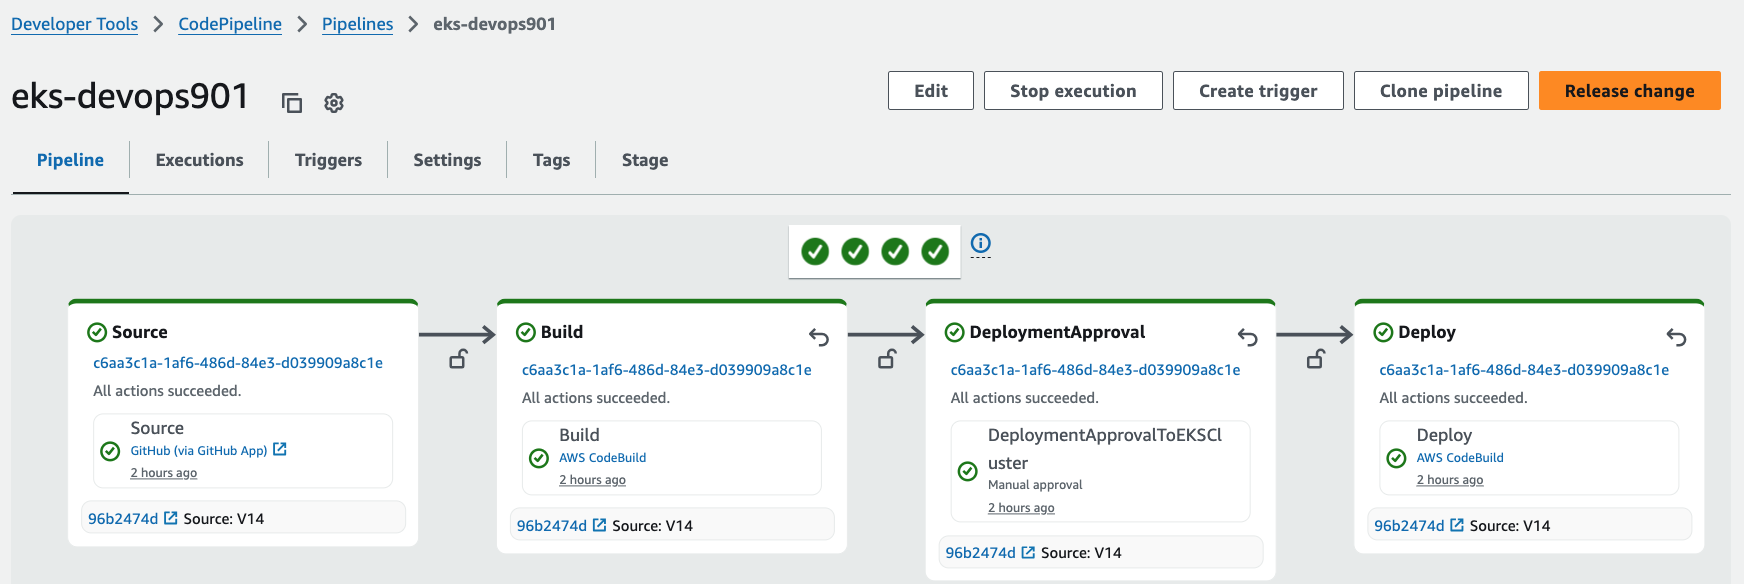 Developer Tools > CodePipeline > Pipelines > eks-devops901
eks-devops901
Edit
Stop execution
Create trigger
Clone pipeline
Release change
Pipeline
Executions
Triggers
Settings
Tags
Stage
Source
c6aa3c1a-1af6-486d-84e3-d039909a8c1e
All actions succeeded.
Source
GitHub (via GitHub App)
2 hours ago
96b2474d Source: V14
Build
c6aa3c1a-1af6-486d-84e3-d039909a8c1e
All actions succeeded.
Build
AWS CodeBuild
2 hours ago
96b2474d Source: V14
DeploymentApproval
c6aa3c1a-1af6-486d-84e3-d039909a8c1e
All actions succeeded.
DeploymentApprovalToEKSCl
uster
Manual approval
2 hours ago
96b2474d Source: V14
Deploy
c6aa3c1a-1af6-486d-84e3-d039909a8c1e
All actions succeeded.
Deploy
AWS CodeBuild
2 hours ago
96b2474d Source: V14